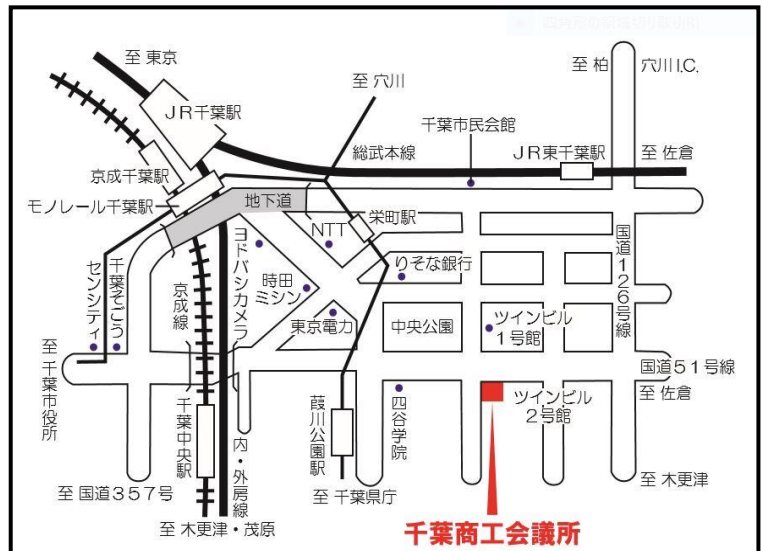 至 東京
至 柏
穴川I.C.
至 穴川
JR千葉駅
千葉市民会館
総武本線
JR東千葉駅
至 佐倉
京成千葉駅
モノレール千葉駅
地下道
栄町駅
NTT
ヨドバシカメラ
国道126号線
りそな銀行
千葉そごう
センシティ
京成線
時田
ミシン
東京電力
中央公園
ツインビル
1号館
至 千葉市役所
国道51号線
至 佐倉
千葉中央駅
内・外房線
葭川公園駅
四谷学院
ツインビル
2号館
至 国道357号
至 千葉県庁
至 木更津
至 木更津・茂原
千葉商工会議所